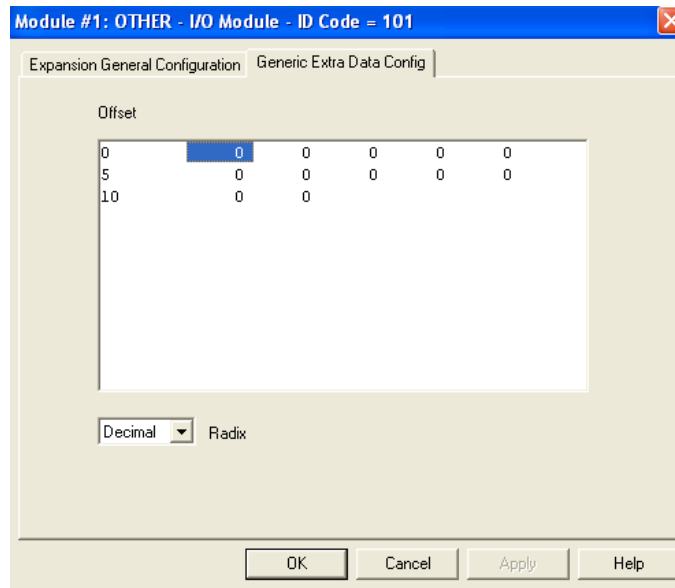 Module #1: OTHER - I/O Module - ID Code = 101
Expansion General Configuration Generic Extra Data Config
Offset
0 0 0 0 0 0
5 0 0 0 0 0
10 0 0
Decimal Radix
OK Cancel Apply Help